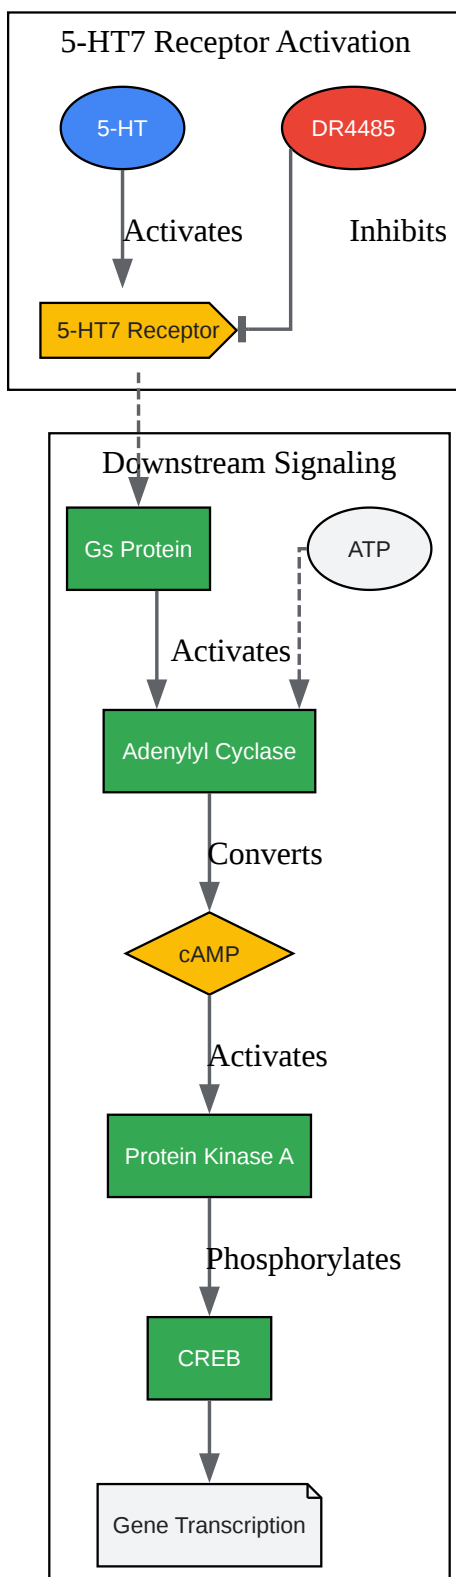 5-HT7 Receptor Activation
5-HT
DR4485
Activates
Inhibits
5-HT7 Receptor
Downstream Signaling
Gs Protein
ATP
Activates
Adenylyl Cyclase
Converts
cAMP
Activates
Protein Kinase A
Phosphorylates
CREB
Gene Transcription